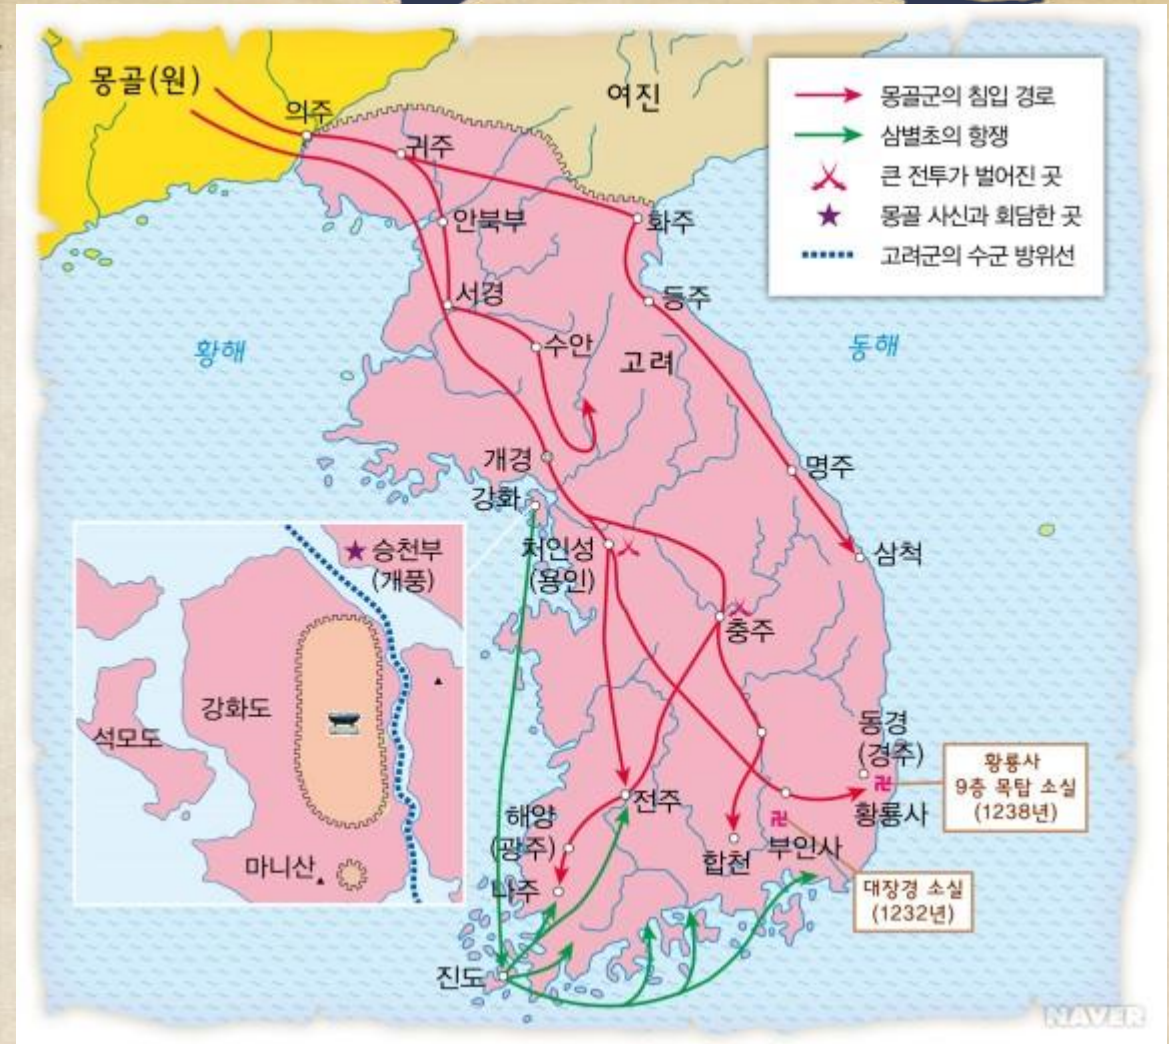 몽골(원)
의주
여진
귀주
안북부
화주
서경
등주
수안
고려
황해
동해
개경
명주
강화
처인성
(용인)
삼척
충주
동경
(경주)
황룡사
전주
해양
(광주)
합천
부인사
나주
진도
몽골군의 침입 경로
삼별초의 항쟁
큰 전투가 벌어진 곳
몽골 사신과 회담한 곳
고려군의 수군 방위선
승천부
(개풍)
강화도
석모도
마니산
황룡사
9층 목탑 소실
(1238년)
대장경 소실
(1232년)
NAVER